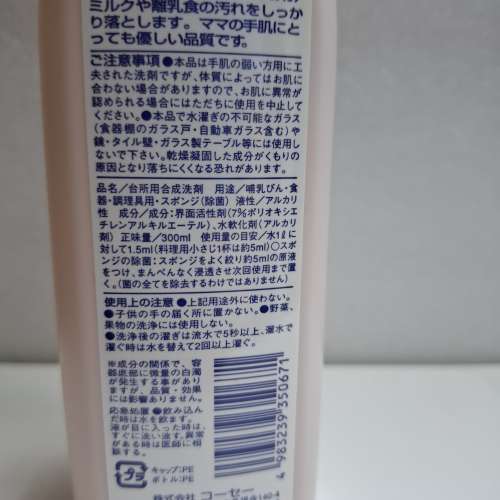 ミルクや離乳食の汚れをしっか
り落とします。ママの手肌にと
っても優しい品質です。
ご注意事項●本品は手肌の弱い方用に工
夫された洗剤ですが、体質によってはお肌に
合わない場合がありますので、お肌に異常が
認められる場合にはただちに使用を中止して
ください。●本品で水濯ぎの不可能なガラス
(食器棚のガラス戸・自動車ガラス含む)や
鏡・タイル壁・ガラス製テーブル等には使用し
ないで下さい。乾燥凝固した成分がくもりの
原因となり落ちにくくなる恐れがあります。
品名/台所用合成洗剤 用途/哺乳びん・食
器・調理具用・スポンジ(除菌) 液性/アルカリ
性 成分/成分:界面活性剤(7%ポリオキシエ
チレンアルキルエーテル)、水軟化剤(アルカリ
剤) 正味量/300ml 使用量の目安/水1ℓに
対して1.5ml(料理用小さじ1杯は約5ml)○スポ
ンジの除菌:スポンジをよく絞り約5mlの原液
をつけ、まんべんなく浸透させ次回使用まで置
く。(菌の全てを除去するわけではありません)
使用上の注意●上記用途外に使わない。
●子供の手の届く所に置かない。●野菜、
果物の洗浄には使用しない。
●洗浄後の濯ぎは流水で5秒以上、溜水で
濯ぐ時は水を替えて2回以上濯ぐ。
※成分の関係で、容
器底部に微量の白濁
が発生する事があり
ますが、品質・効果
には影響ありません。
応急処置●飲み込ん
だ時は水を飲ませ、
液が目に入った時は、
すぐに洗い流す。異常
がある時は医師に相
談する。
4983239350671
プラ
キャップ:PE
ボトル:PE
株式会社 コーセー